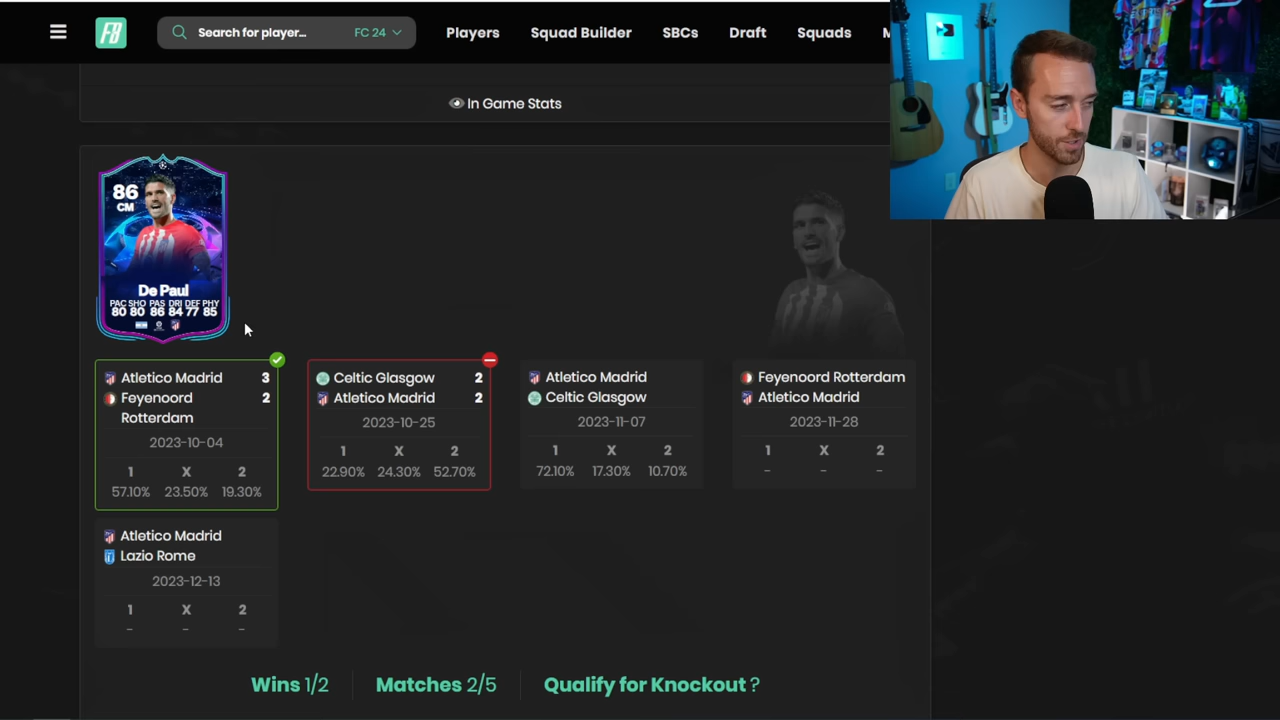 FB
Search for player...
FC 24
Players
Squad Builder
SBCs
Draft
Squads
In Game Stats
86
CM
De Paul
PAC SHO PAS DRI DEF PHY
80 80 86 84 77 85
Atletico Madrid 3
Feyenoord Rotterdam 2
2023-10-04
1 X 2
57.10% 23.50% 19.30%
Celtic Glasgow 2
Atletico Madrid 2
2023-10-25
1 X 2
22.90% 24.30% 52.70%
Atletico Madrid
Celtic Glasgow
2023-11-07
1 X 2
72.10% 17.30% 10.70%
Feyenoord Rotterdam
Atletico Madrid
2023-11-28
1 X 2
- - -
Atletico Madrid
Lazio Rome
2023-12-13
1 X 2
- - -
Wins 1/2
Matches 2/5
Qualify for Knockout ?